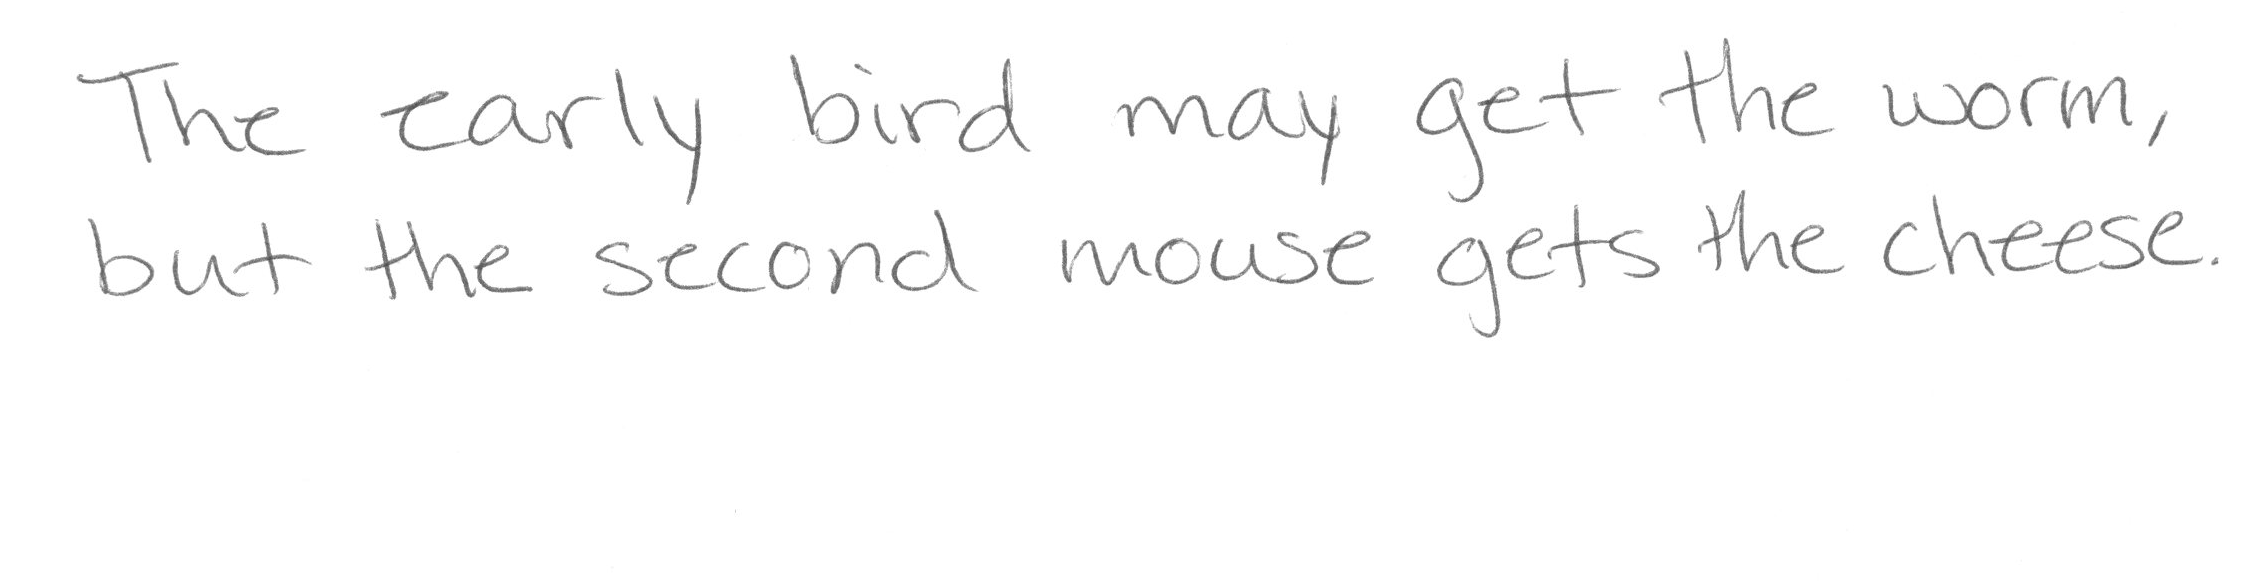 The early bird may get the worm,
but the second mouse gets the cheese.